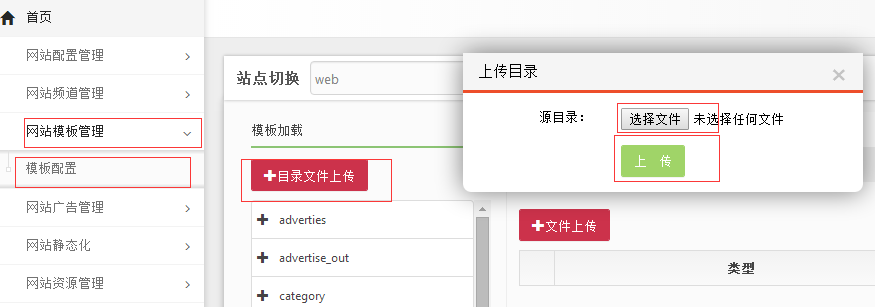 首页
网站配置管理
网站频道管理
网站模板管理
模板配置
网站广告管理
网站静态化
网站资源管理
站点切换 web
模板加载
目录文件上传
adverties
advertise_out
category
上传目录
源目录： 选择文件 未选择任何文件
上 传
文件上传
类型